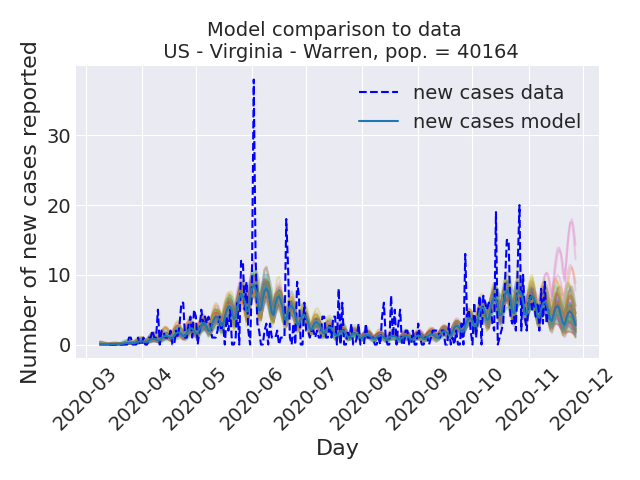 Model comparison to data
US - Virginia - Warren, pop. = 40164
Number of new cases reported
new cases data
new cases model
30
20
10
0
2020-03
2020-04
2020-05
2020-06
2020-07
2020-08
2020-09
2020-10
2020-11
2020-12
Day